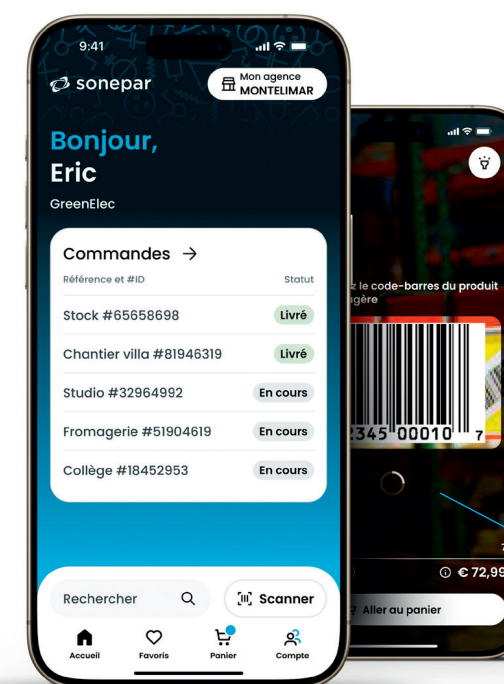 9:41
sonepar
Mon agence
MONTELIMAR
Bonjour,
Eric
GreenElec
Commandes →
Référence et #ID Statut
Stock #65658698 Livré
Chantier villa #81946319 Livré
Studio #32964992 En cours
Fromagerie #51904619 En cours
Collège #18452953 En cours
Rechercher
Scanner
Accueil Favoris Panier Compte
le code-barres du produit
2345 00010 7
€ 72,99
Aller au panier